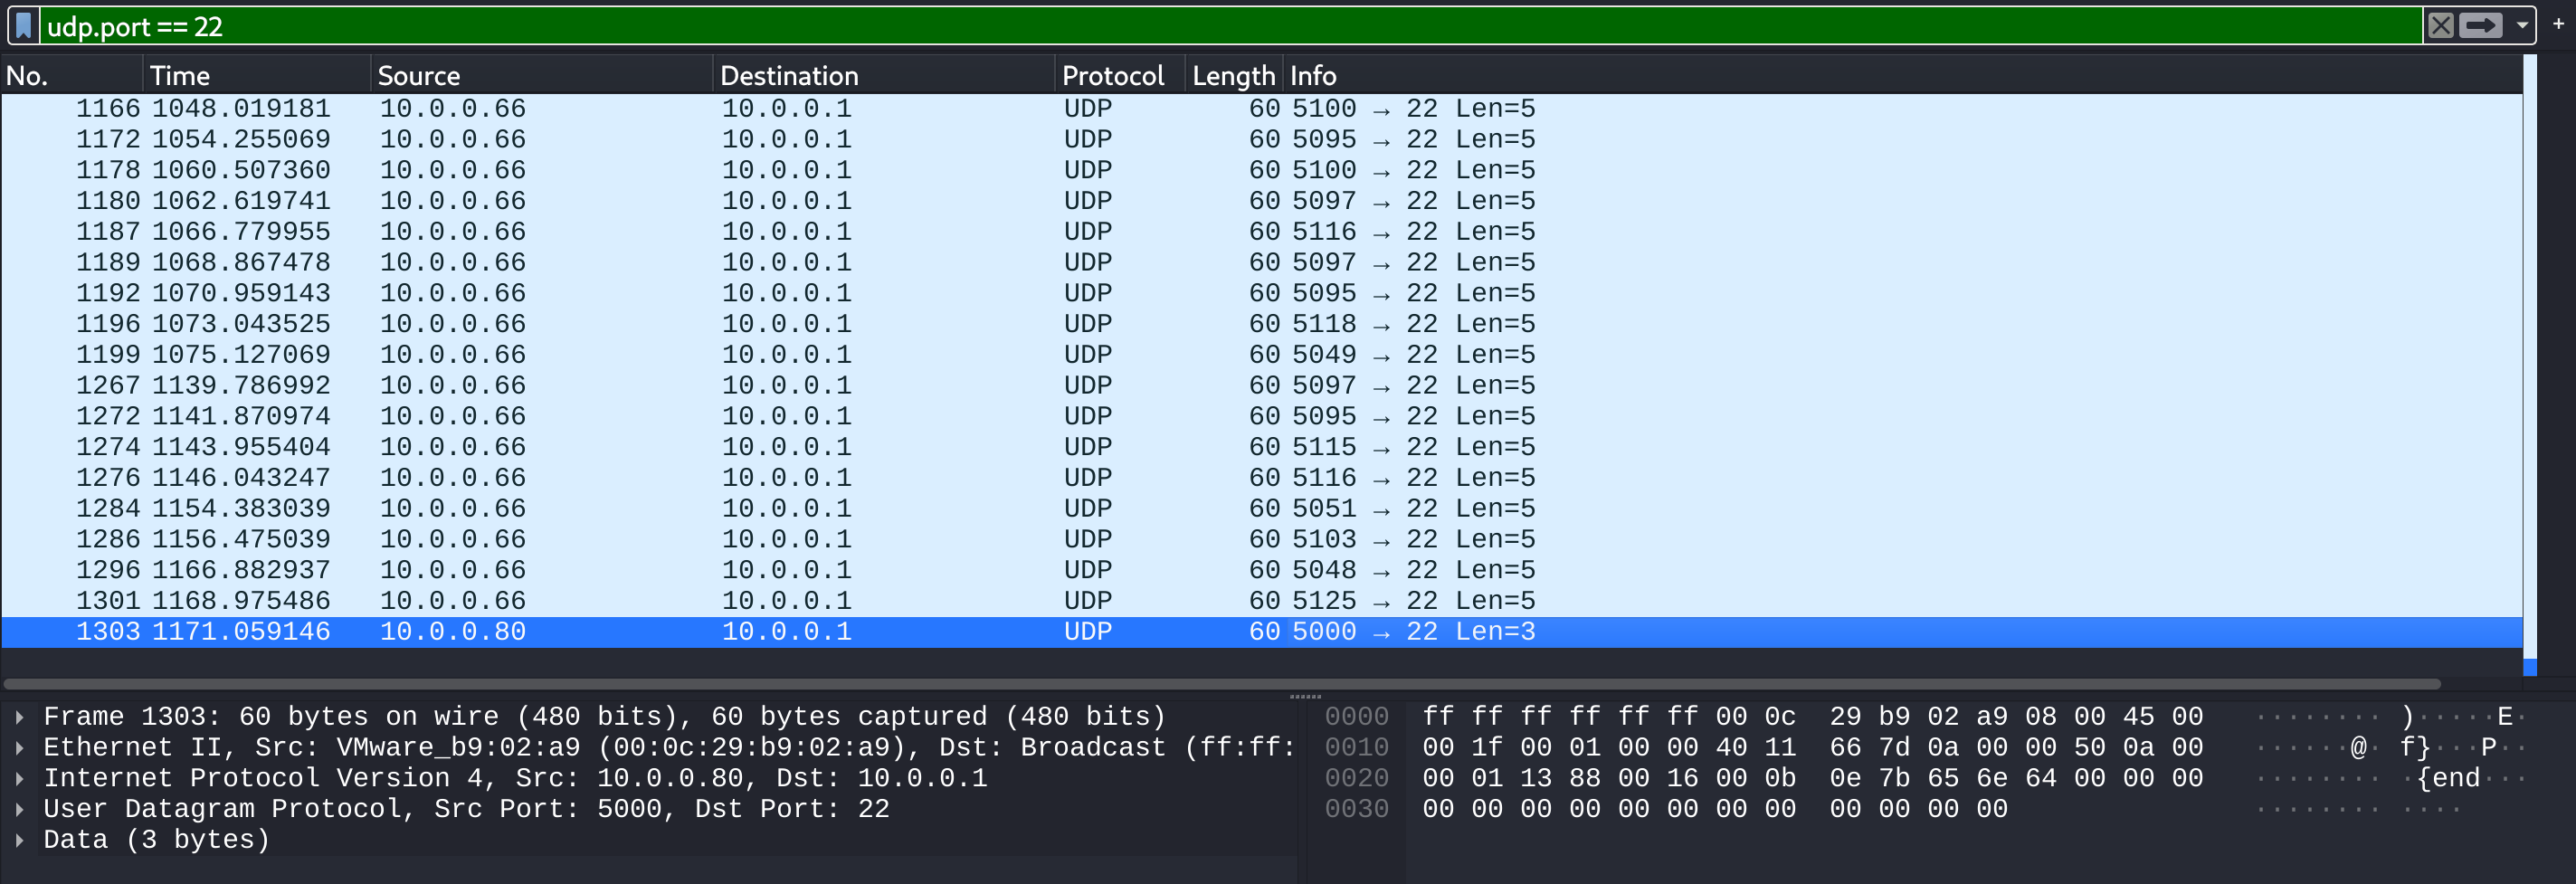 udp.port == 22
+
No. Time Source Destination Protocol Length Info
1166 1048.019181 10.0.0.66 10.0.0.1 UDP 60 5100 → 22 Len=5
1172 1054.255069 10.0.0.66 10.0.0.1 UDP 60 5095 → 22 Len=5
1178 1060.507360 10.0.0.66 10.0.0.1 UDP 60 5100 → 22 Len=5
1180 1062.619741 10.0.0.66 10.0.0.1 UDP 60 5097 → 22 Len=5
1187 1066.779955 10.0.0.66 10.0.0.1 UDP 60 5116 → 22 Len=5
1189 1068.867478 10.0.0.66 10.0.0.1 UDP 60 5097 → 22 Len=5
1192 1070.959143 10.0.0.66 10.0.0.1 UDP 60 5095 → 22 Len=5
1196 1073.043525 10.0.0.66 10.0.0.1 UDP 60 5118 → 22 Len=5
1199 1075.127069 10.0.0.66 10.0.0.1 UDP 60 5049 → 22 Len=5
1267 1139.786992 10.0.0.66 10.0.0.1 UDP 60 5097 → 22 Len=5
1272 1141.870974 10.0.0.66 10.0.0.1 UDP 60 5095 → 22 Len=5
1274 1143.955404 10.0.0.66 10.0.0.1 UDP 60 5115 → 22 Len=5
1276 1146.043247 10.0.0.66 10.0.0.1 UDP 60 5116 → 22 Len=5
1284 1154.383039 10.0.0.66 10.0.0.1 UDP 60 5051 → 22 Len=5
1286 1156.475039 10.0.0.66 10.0.0.1 UDP 60 5103 → 22 Len=5
1296 1166.882937 10.0.0.66 10.0.0.1 UDP 60 5048 → 22 Len=5
1301 1168.975486 10.0.0.66 10.0.0.1 UDP 60 5125 → 22 Len=5
1303 1171.059146 10.0.0.80 10.0.0.1 UDP 60 5000 → 22 Len=3
Frame 1303: 60 bytes on wire (480 bits), 60 bytes captured (480 bits)
Ethernet II, Src: VMware_b9:02:a9 (00:0c:29:b9:02:a9), Dst: Broadcast (ff:ff:
Internet Protocol Version 4, Src: 10.0.0.80, Dst: 10.0.0.1
User Datagram Protocol, Src Port: 5000, Dst Port: 22
Data (3 bytes)
0000 ff ff ff ff ff ff 00 0c 29 b9 02 a9 08 00 45 00 ········ )·····E·
0010 00 1f 00 01 00 00 40 11 66 7d 0a 00 00 50 0a 00 ······@· f}···P··
0020 00 01 13 88 00 16 00 0b 0e 7b 65 6e 64 00 00 00 ········ ·{end···
0030 00 00 00 00 00 00 00 00 00 00 00 00 ········ ····